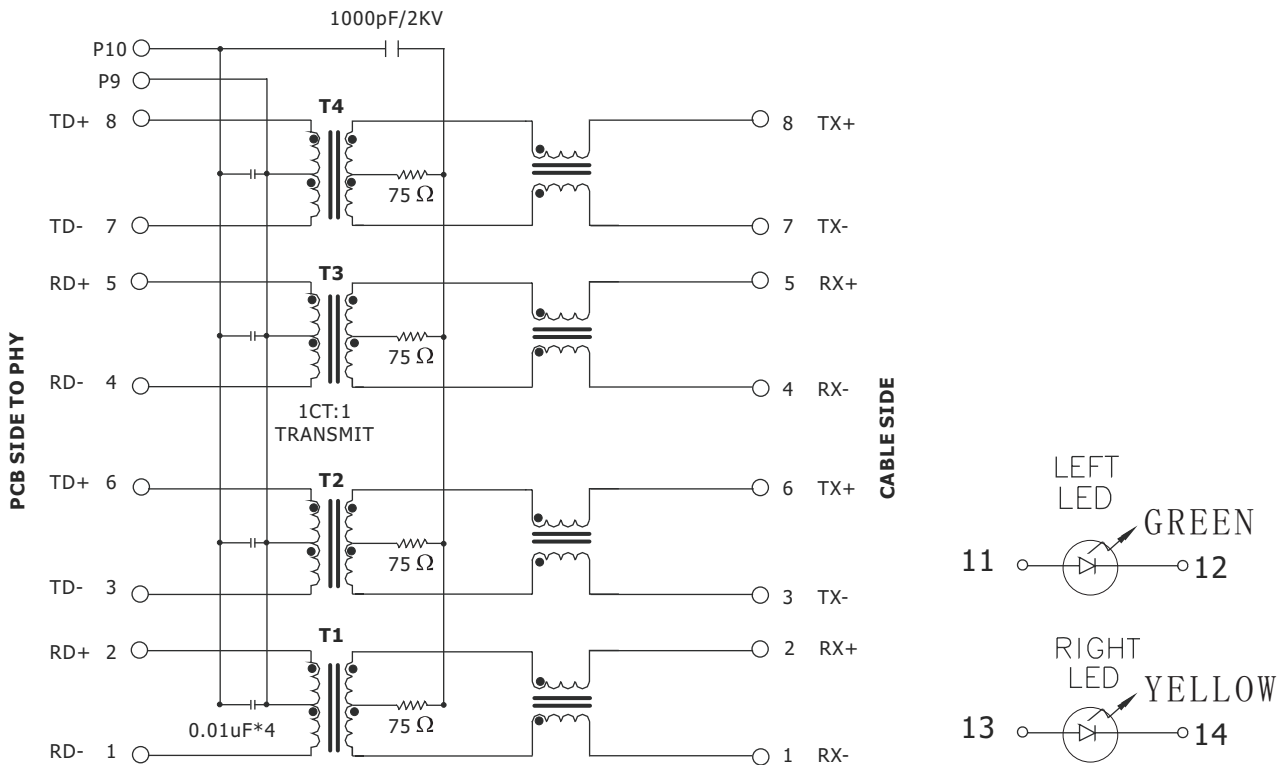 1000pF/2KV
P10
P9
T4
TD+ 8
8 TX+
75 Ω
TD- 7
7 TX-
T3
RD+ 5
5 RX+
75 Ω
RD- 4
4 RX-
1CT:1
TRANSMIT
PCB SIDE TO PHY
CABLE SIDE
T2
TD+ 6
6 TX+
75 Ω
TD- 3
3 TX-
T1
RD+ 2
2 RX+
75 Ω
0.01uF*4
RD- 1
1 RX-
LEFT
LED
GREEN
11
12
RIGHT
LED
YELLOW
13
14